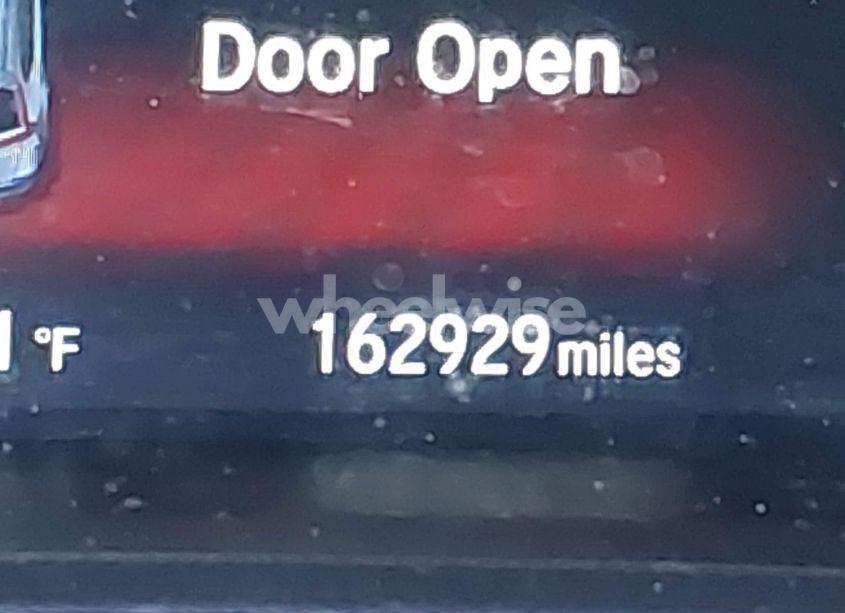 Door Open
wheelwise
°F
162929 miles